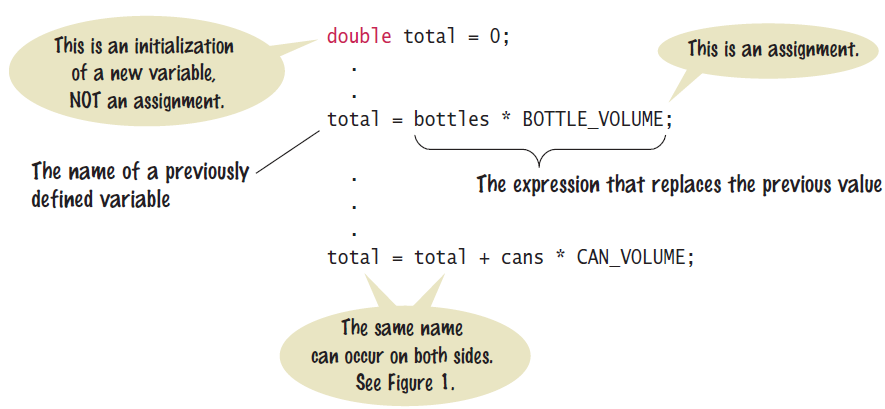 This is an initialization
of a new variable,
NOT an assignment.
double total = 0;
This is an assignment.
.
.
total = bottles * BOTTLE_VOLUME;
The name of a previously
defined variable
The expression that replaces the previous value
.
.
.
total = total + cans * CAN_VOLUME;
The same name
can occur on both sides.
See Figure 1.